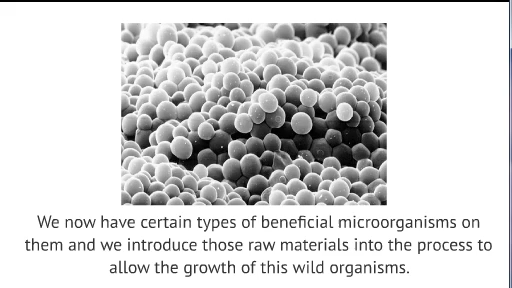 We now have certain types of beneficial microorganisms on
them and we introduce those raw materials into the process to
allow the growth of this wild organisms.